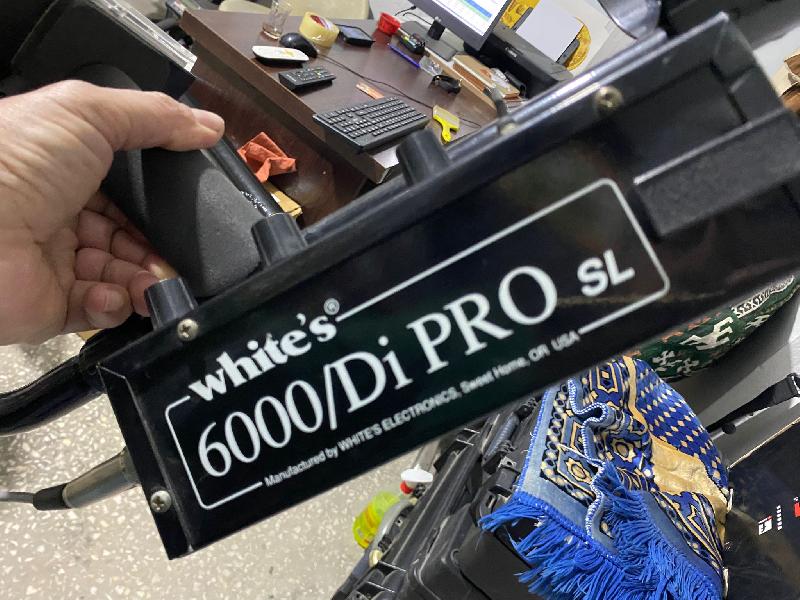 white's®
6000/Di PRO SL
Manufactured by WHITE'S ELECTRONICS, Sweet Home, OR USA